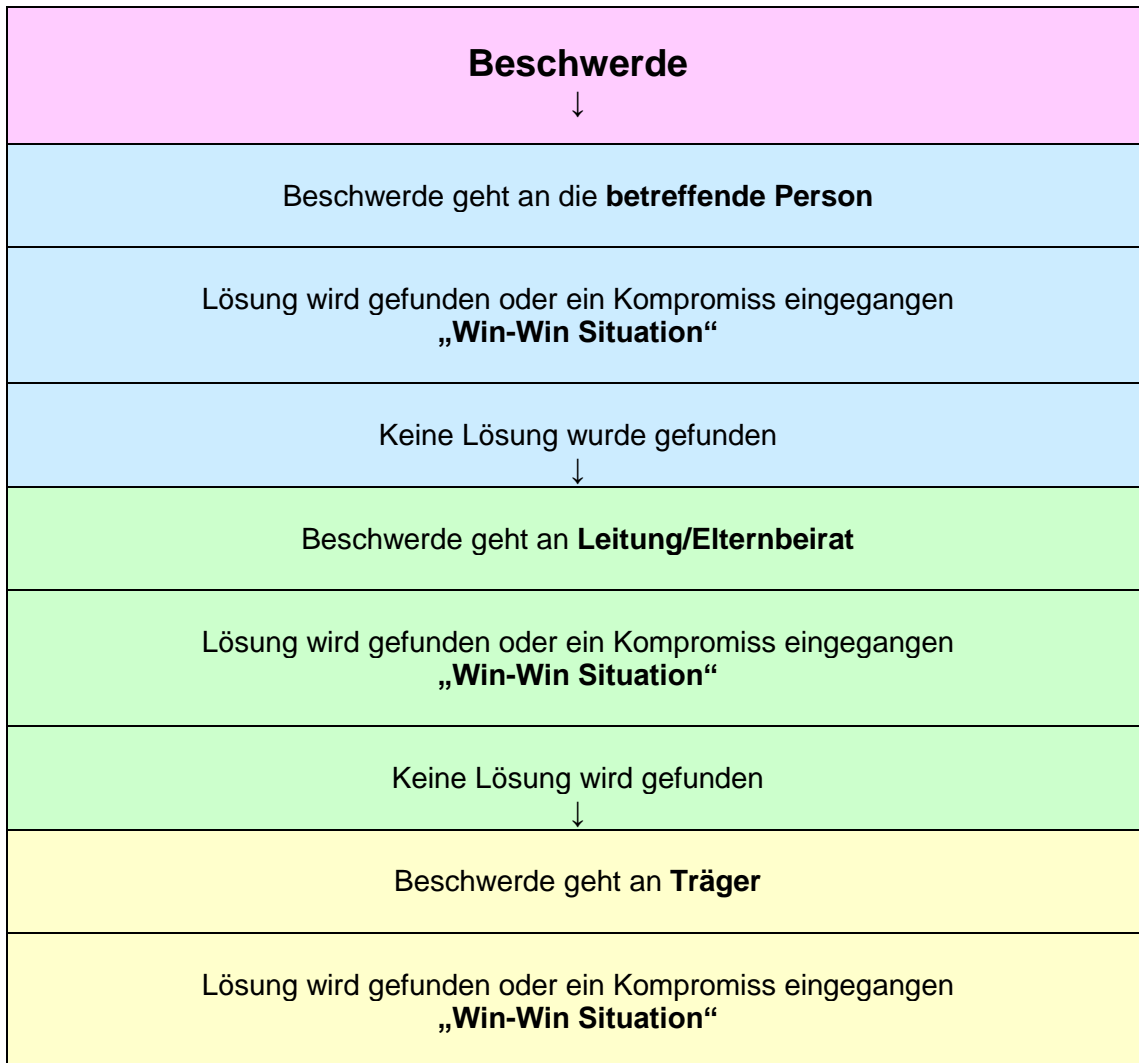 Beschwerde
↓
Beschwerde geht an die betreffende Person
Lösung wird gefunden oder ein Kompromiss eingegangen
„Win-Win Situation“
Keine Lösung wurde gefunden
↓
Beschwerde geht an Leitung/Elternbeirat
Lösung wird gefunden oder ein Kompromiss eingegangen
„Win-Win Situation“
Keine Lösung wird gefunden
↓
Beschwerde geht an Träger
Lösung wird gefunden oder ein Kompromiss eingegangen
„Win-Win Situation“